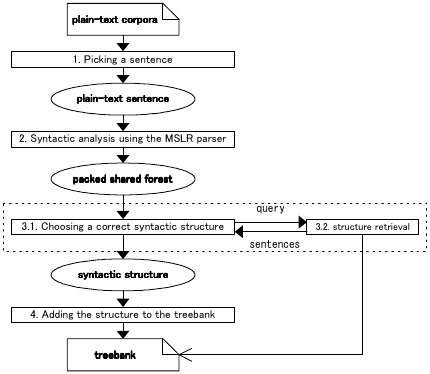 plain-text corpora
1. Picking a sentence
plain-text sentence
2. Syntactic analysis using the MSLR parser
packed shared forest
query
3.1. Choosing a correct syntactic structure
3.2. structure retrieval
sentences
syntactic structure
4. Adding the structure to the treebank
treebank